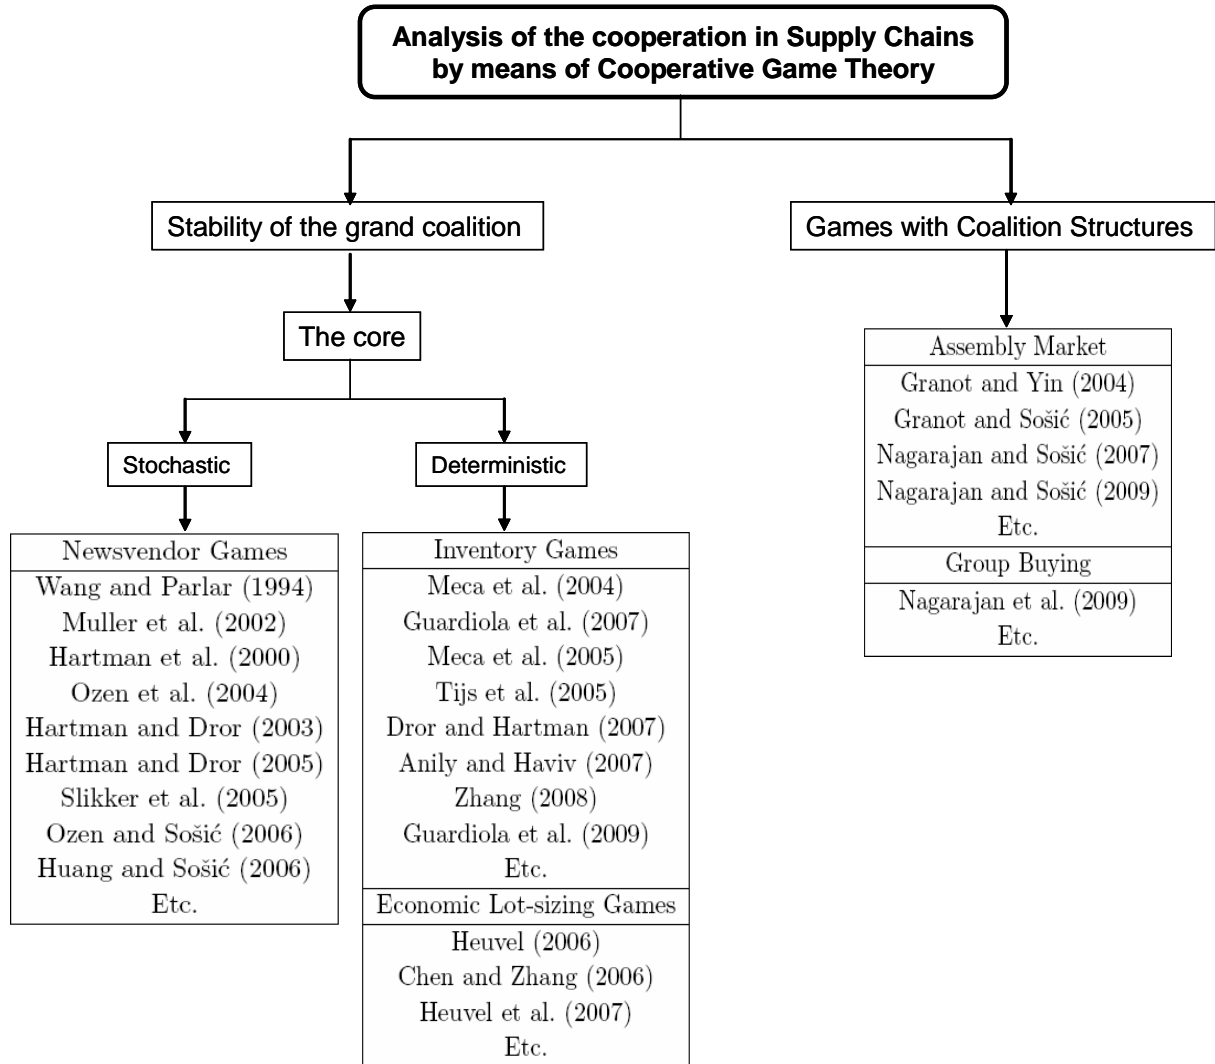 Analysis of the cooperation in Supply Chains
by means of Cooperative Game Theory
Stability of the grand coalition
Games with Coalition Structures
The core
Stochastic
Deterministic
Newsvendor Games
Wang and Parlar (1994)
Muller et al. (2002)
Hartman et al. (2000)
Ozen et al. (2004)
Hartman and Dror (2003)
Hartman and Dror (2005)
Slikker et al. (2005)
Ozen and Sošić (2006)
Huang and Sošić (2006)
Etc.
Inventory Games
Meca et al. (2004)
Guardiola et al. (2007)
Meca et al. (2005)
Tijs et al. (2005)
Dror and Hartman (2007)
Anily and Haviv (2007)
Zhang (2008)
Guardiola et al. (2009)
Etc.
Economic Lot-sizing Games
Heuvel (2006)
Chen and Zhang (2006)
Heuvel et al. (2007)
Etc.
Assembly Market
Granot and Yin (2004)
Granot and Sošić (2005)
Nagarajan and Sošić (2007)
Nagarajan and Sošić (2009)
Etc.
Group Buying
Nagarajan et al. (2009)
Etc.